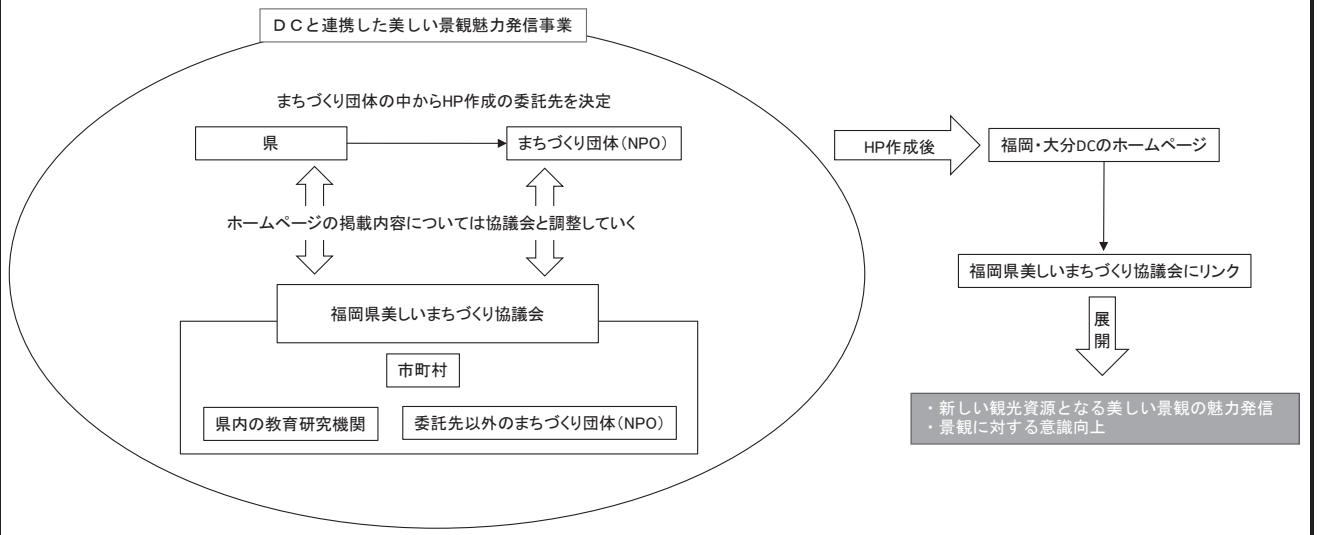 ＤＣと連携した美しい景観魅力発信事業
まちづくり団体の中からHP作成の委託先を決定
県
まちづくり団体（NPO）
ホームページの掲載内容については協議会と調整していく
福岡県美しいまちづくり協議会
市町村
県内の教育研究機関
委託先以外のまちづくり団体（NPO）
HP作成後
福岡・大分DCのホームページ
福岡県美しいまちづくり協議会にリンク
展開
・新しい観光資源となる美しい景観の魅力発信
・景観に対する意識向上